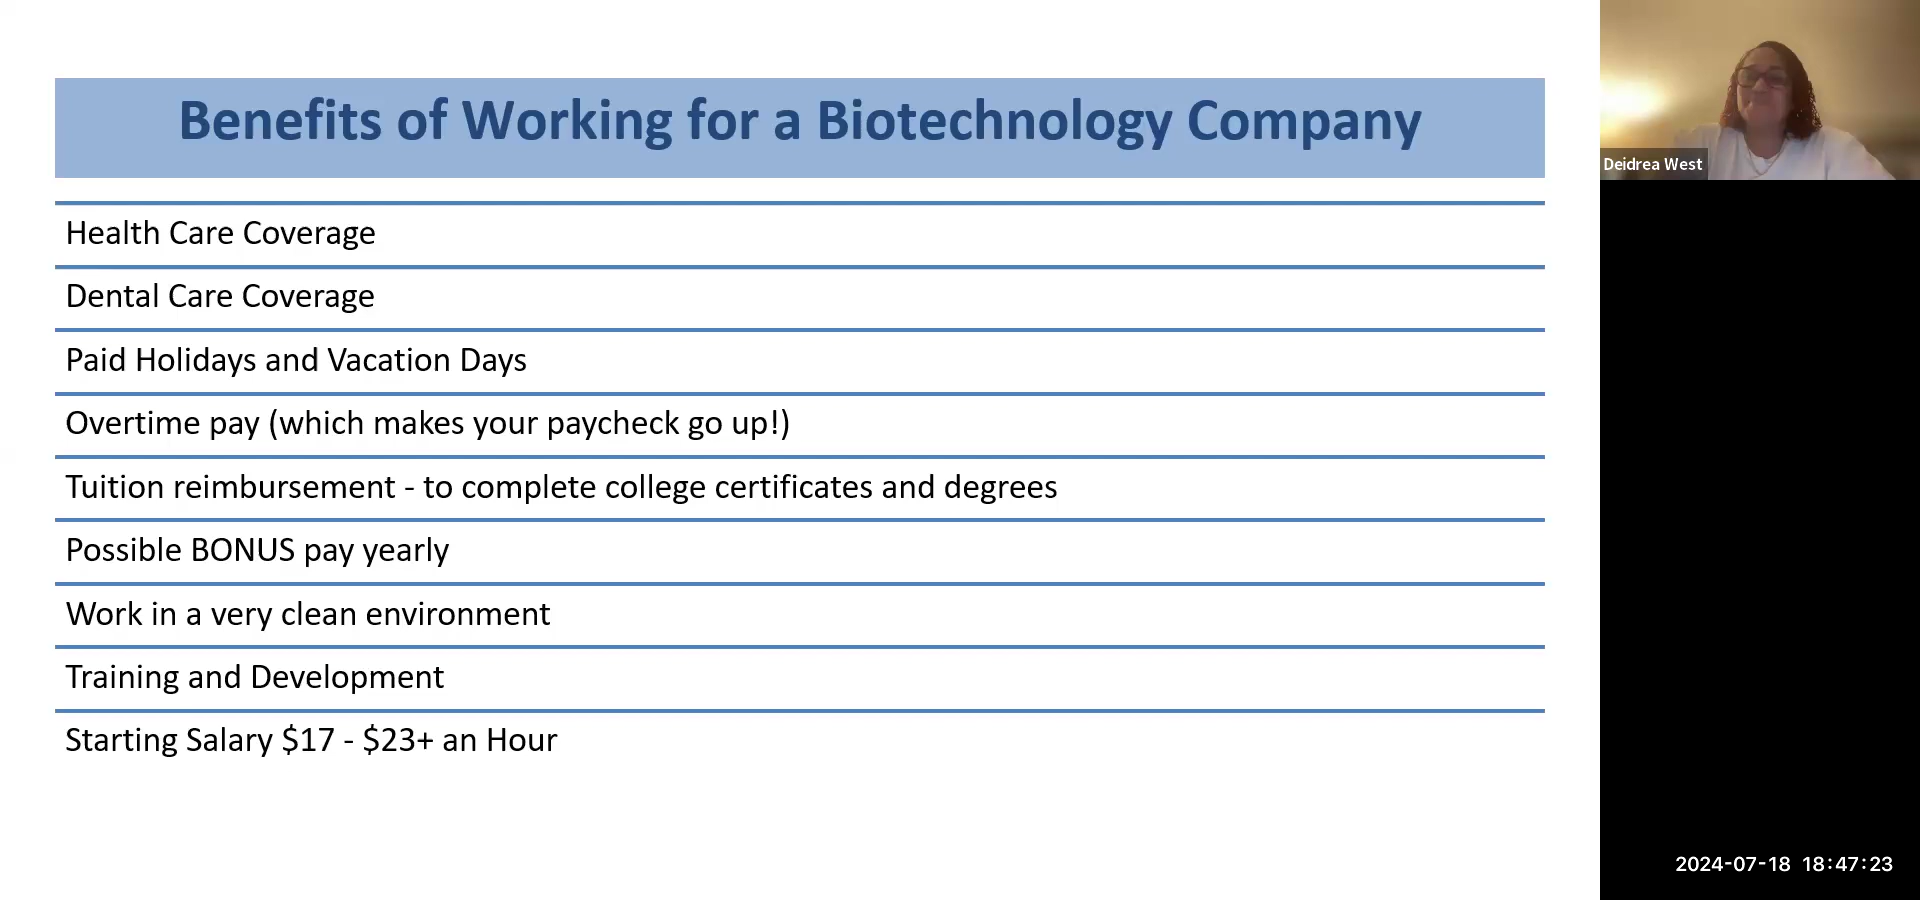 Benefits of Working for a Biotechnology Company
Health Care Coverage
Dental Care Coverage
Paid Holidays and Vacation Days
Overtime pay (which makes your paycheck go up!)
Tuition reimbursement - to complete college certificates and degrees
Possible BONUS pay yearly
Work in a very clean environment
Training and Development
Starting Salary $17 - $23+ an Hour
Deidrea West
2024-07-18 18:47:23